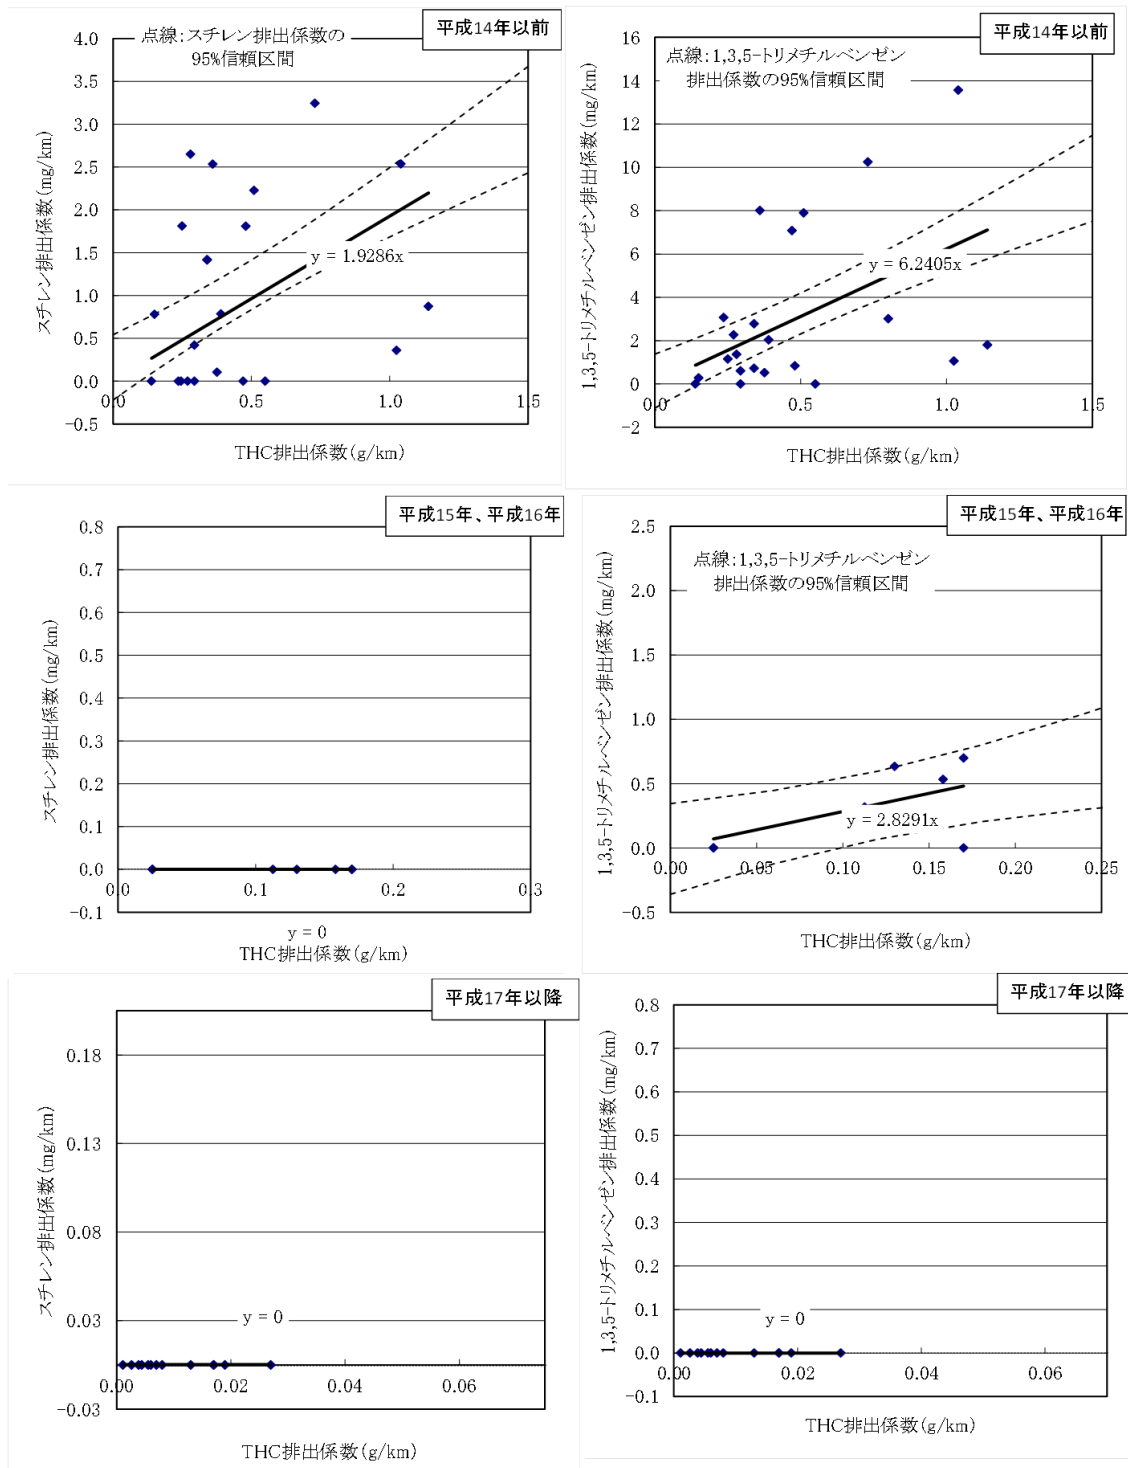 平成14年以前
点線:スチレン排出係数の
95%信頼区間
スチレン排出係数(mg/km)
4.0
3.5
3.0
2.5
2.0
1.5
1.0
0.5
0.0
-0.5
y = 1.9286x
0.0 0.5 1.0 1.5
THC排出係数(g/km)
平成14年以前
点線:1,3,5-トリメチルベンゼン
排出係数の95%信頼区間
1,3,5-トリメチルベンゼン排出係数(mg/km)
16
14
12
10
8
6
4
2
0
-2
y = 6.2405x
0.0 0.5 1.0 1.5
THC排出係数(g/km)
平成15年、平成16年
スチレン排出係数(mg/km)
0.8
0.7
0.6
0.5
0.4
0.3
0.2
0.1
0.0
-0.1
0.0 0.1 0.2 0.3
y = 0
THC排出係数(g/km)
平成15年、平成16年
点線:1,3,5-トリメチルベンゼン
排出係数の95%信頼区間
1,3,5-トリメチルベンゼン排出係数(mg/km)
2.5
2.0
1.5
1.0
0.5
0.0
-0.5
y = 2.8291x
0.00 0.05 0.10 0.15 0.20 0.25
THC排出係数(g/km)
平成17年以降
スチレン排出係数(mg/km)
0.18
0.13
0.08
0.03
-0.03
y = 0
0.00 0.02 0.04 0.06
THC排出係数(g/km)
平成17年以降
1,3,5-トリメチルベンゼン排出係数(mg/km)
0.8
0.7
0.6
0.5
0.4
0.3
0.2
0.1
0.0
-0.1
y = 0
0.00 0.02 0.04 0.06
THC排出係数(g/km)